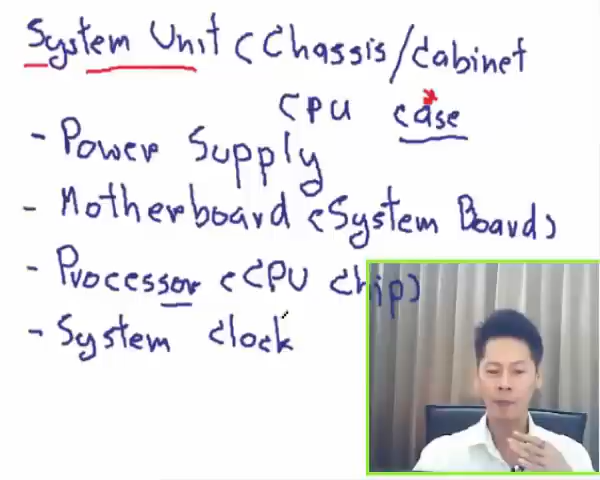 System Unit (Chassis/Cabinet
CPU case
- Power Supply
- Motherboard (System Board)
- Processor (CPU Chip)
- System Clock